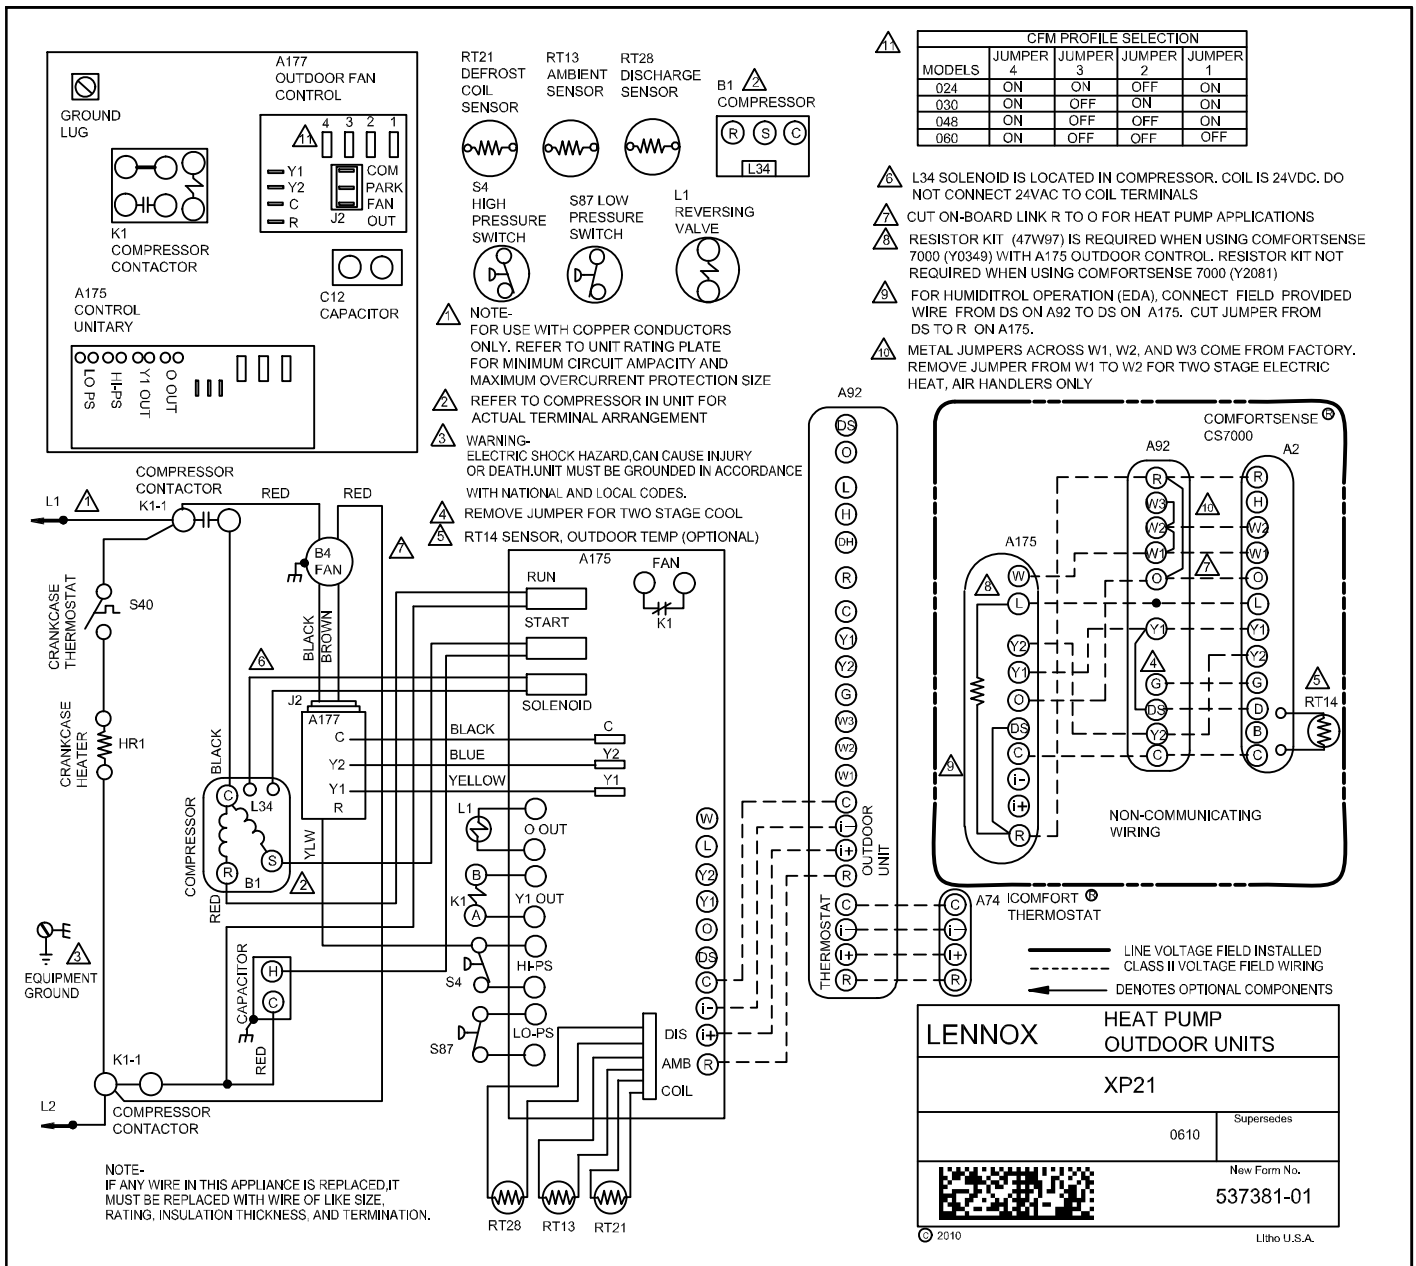 A177
OUTDOOR FAN
CONTROL
GROUND
LUG
4 3 2 1
11
Y1
Y2
C
R
COM
PARK
FAN
OUT
J2
K1
COMPRESSOR
CONTACTOR
C12
CAPACITOR
A175
CONTROL
UNITARY
LO PS
HI-PS
Y1 OUT
O OUT
RT21
DEFROST
COIL
SENSOR
RT13
AMBIENT
SENSOR
RT28
DISCHARGE
SENSOR
B1 2
COMPRESSOR
R S C
L34
S4
HIGH
PRESSURE
SWITCH
S87 LOW
PRESSURE
SWITCH
L1
REVERSING
VALVE
1 NOTE-
FOR USE WITH COPPER CONDUCTORS
ONLY. REFER TO UNIT RATING PLATE
FOR MINIMUM CIRCUIT AMPACITY AND
MAXIMUM OVERCURRENT PROTECTION SIZE
2 REFER TO COMPRESSOR IN UNIT FOR
ACTUAL TERMINAL ARRANGEMENT
3 WARNING-
ELECTRIC SHOCK HAZARD,CAN CAUSE INJURY
OR DEATH.UNIT MUST BE GROUNDED IN ACCORDANCE
WITH NATIONAL AND LOCAL CODES.
4 REMOVE JUMPER FOR TWO STAGE COOL
5 RT14 SENSOR, OUTDOOR TEMP (OPTIONAL)
11
CFM PROFILE SELECTION
MODELS JUMPER 4 JUMPER 3 JUMPER 2 JUMPER 1
024 ON ON OFF ON
030 ON OFF ON ON
048 ON OFF OFF ON
060 ON OFF OFF OFF
6 L34 SOLENOID IS LOCATED IN COMPRESSOR. COIL IS 24VDC. DO
NOT CONNECT 24VAC TO COIL TERMINALS
7 CUT ON-BOARD LINK R TO O FOR HEAT PUMP APPLICATIONS
8 RESISTOR KIT (47W97) IS REQUIRED WHEN USING COMFORTSENSE
7000 (Y0349) WITH A175 OUTDOOR CONTROL. RESISTOR KIT NOT
REQUIRED WHEN USING COMFORTSENSE 7000 (Y2081)
9 FOR HUMIDITROL OPERATION (EDA), CONNECT FIELD PROVIDED
WIRE FROM DS ON A92 TO DS ON A175. CUT JUMPER FROM
DS TO R ON A175.
10 METAL JUMPERS ACROSS W1, W2, AND W3 COME FROM FACTORY.
REMOVE JUMPER FROM W1 TO W2 FOR TWO STAGE ELECTRIC
HEAT, AIR HANDLERS ONLY
L1
1
COMPRESSOR
CONTACTOR
K1-1
RED
RED
B4
FAN
7
CRANKCASE
THERMOSTAT
S40
BLACK
BROWN
6
CRANKCASE
HEATER
HR1
BLACK
J2
A177
C
Y2
Y1
R
BLACK
BLUE
YELLOW
C
Y2
Y1
COMPRESSOR
C
L34
S
R
B1
2
RED
YLW
3
EQUIPMENT
GROUND
CAPACITOR
H
C
RED
K1-1
COMPRESSOR
CONTACTOR
L2
A175
RUN
START
SOLENOID
FAN
K1
L1
O OUT
B
K1
A
Y1 OUT
S4
HI-PS
S87
LO-PS
W
L
Y2
Y1
O
DS
C
i-
DIS i+
AMB R
COIL
RT28
RT13
RT21
A92
DS
O
L
H
DH
R
C
Y1
Y2
G
W3
W2
W1
C
i-
i+
R
OUTDOOR
UNIT
THERMOSTAT
C
i-
i+
R
A74
C
i-
i+
R
ICOMFORT ®
THERMOSTAT
COMFORTSENSE ®
CS7000
A175
W
8
L
Y2
Y1
O
DS
C
i-
i+
R
9
A92
R
W3
W2
W1
O
Y1
G
DS
Y2
C
10
7
4
A2
R
H
W2
W1
O
L
Y1
Y2
G
D
B
C
5
RT14
NON-COMMUNICATING
WIRING
LINE VOLTAGE FIELD INSTALLED
CLASS II VOLTAGE FIELD WIRING
DENOTES OPTIONAL COMPONENTS
NOTE-
IF ANY WIRE IN THIS APPLIANCE IS REPLACED,IT
MUST BE REPLACED WITH WIRE OF LIKE SIZE,
RATING, INSULATION THICKNESS, AND TERMINATION.
LENNOX
HEAT PUMP
OUTDOOR UNITS
XP21
0610
Supersedes
New Form No.
537381-01
© 2010
Litho U.S.A.